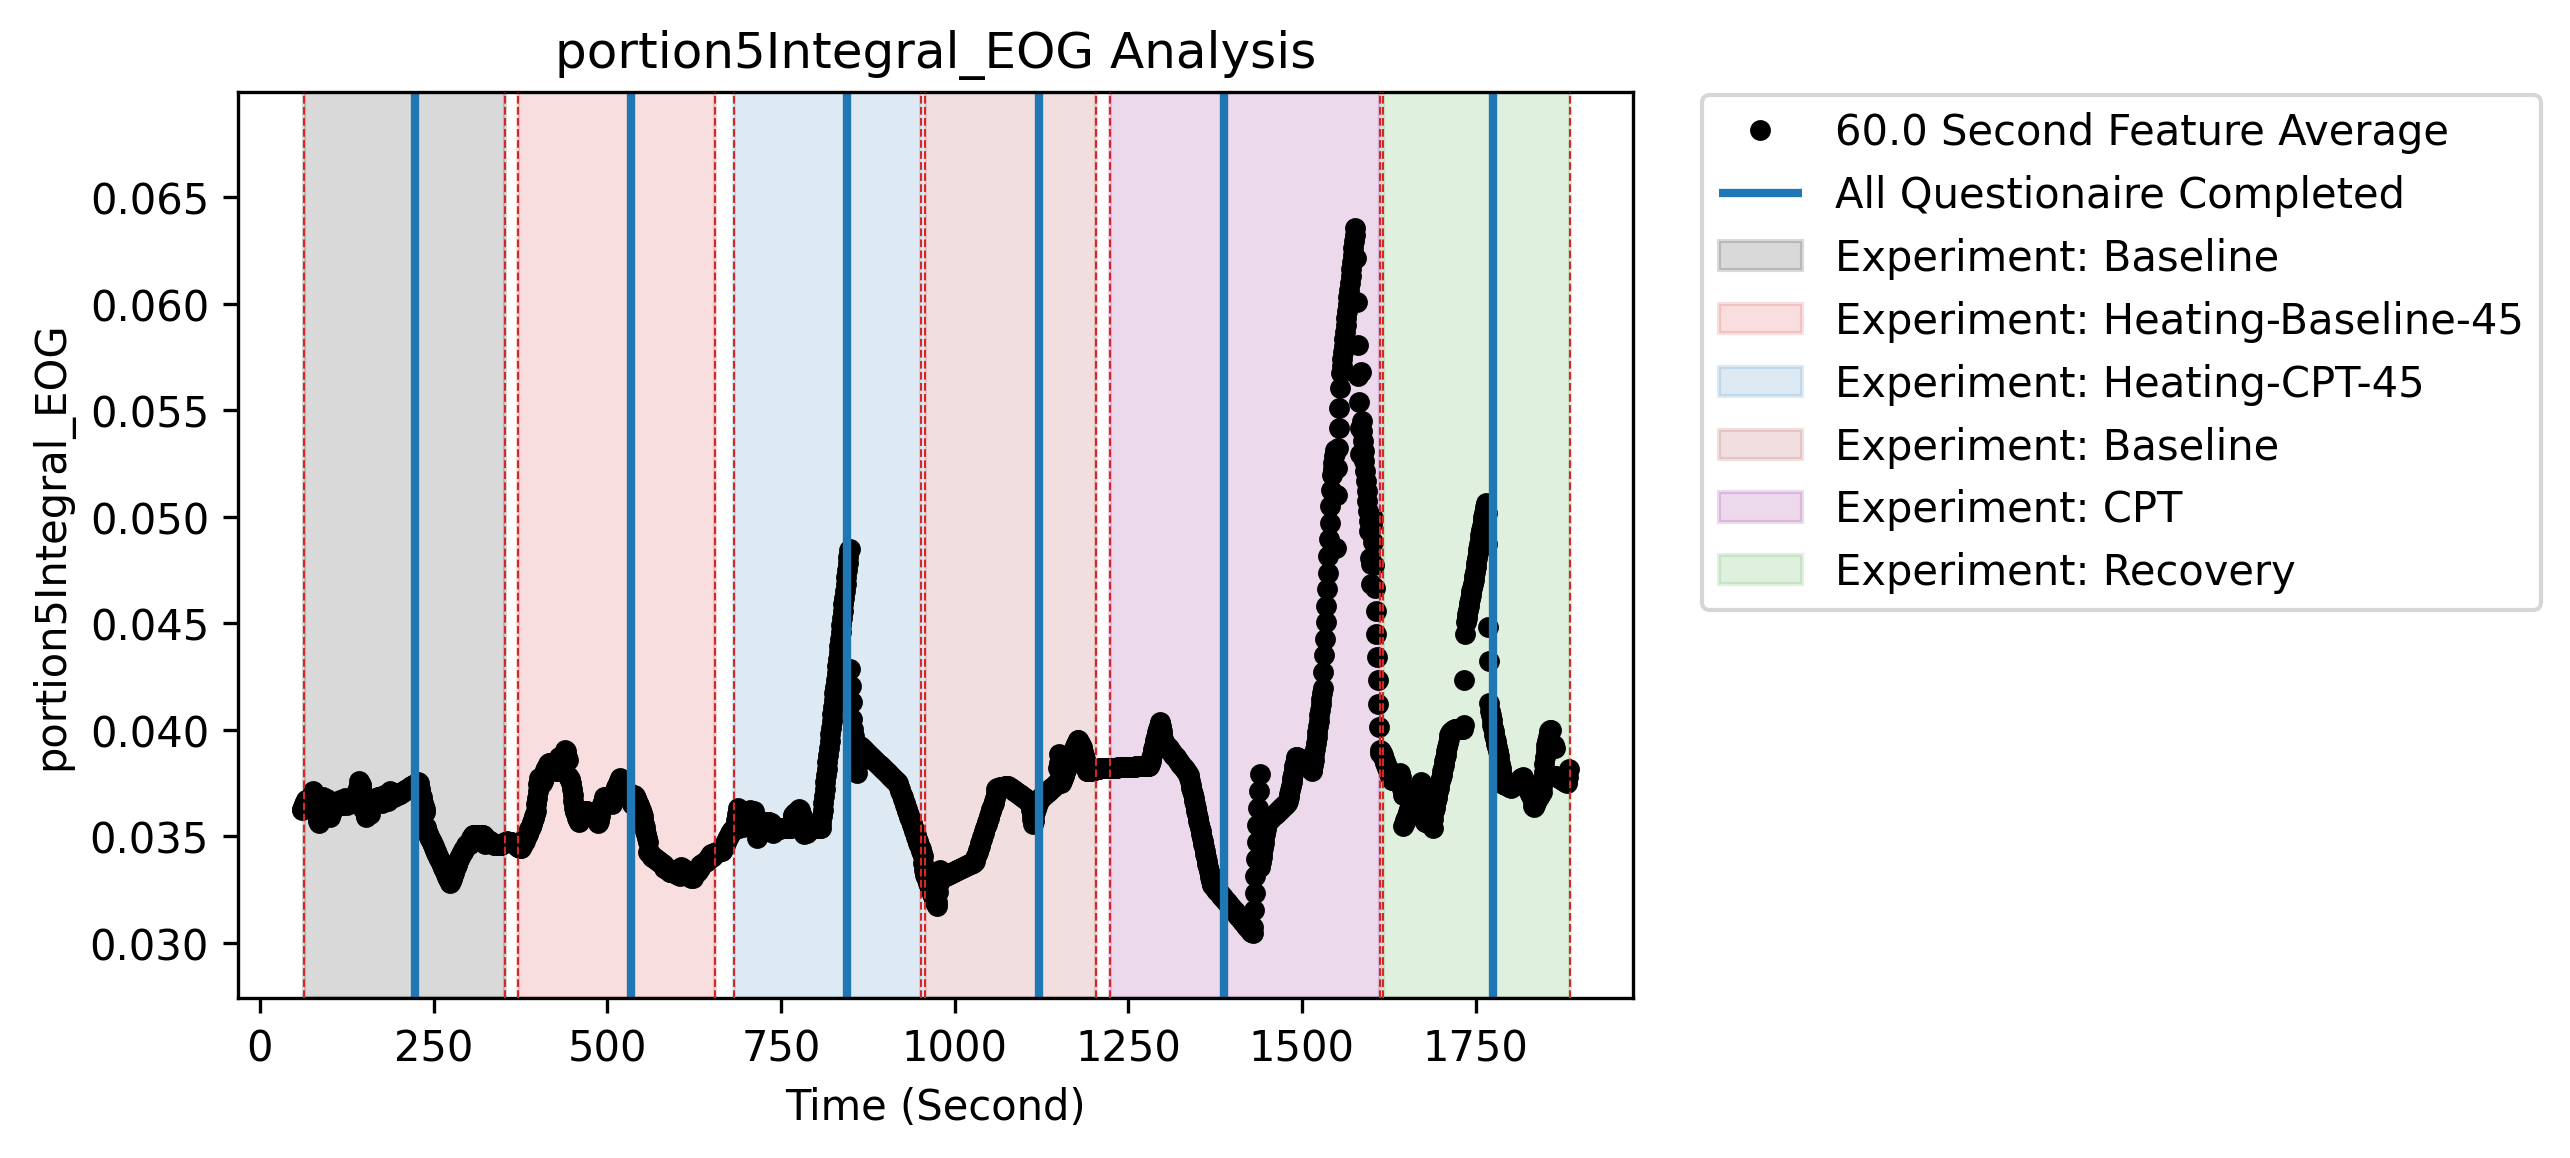 portion5Integral_EOG Analysis
portion5Integral_EOG
0.065
0.060
0.055
0.050
0.045
0.040
0.035
0.030
0 250 500 750 1000 1250 1500 1750
Time (Second)
60.0 Second Feature Average
All Questionaire Completed
Experiment: Baseline
Experiment: Heating-Baseline-45
Experiment: Heating-CPT-45
Experiment: Baseline
Experiment: CPT
Experiment: Recovery